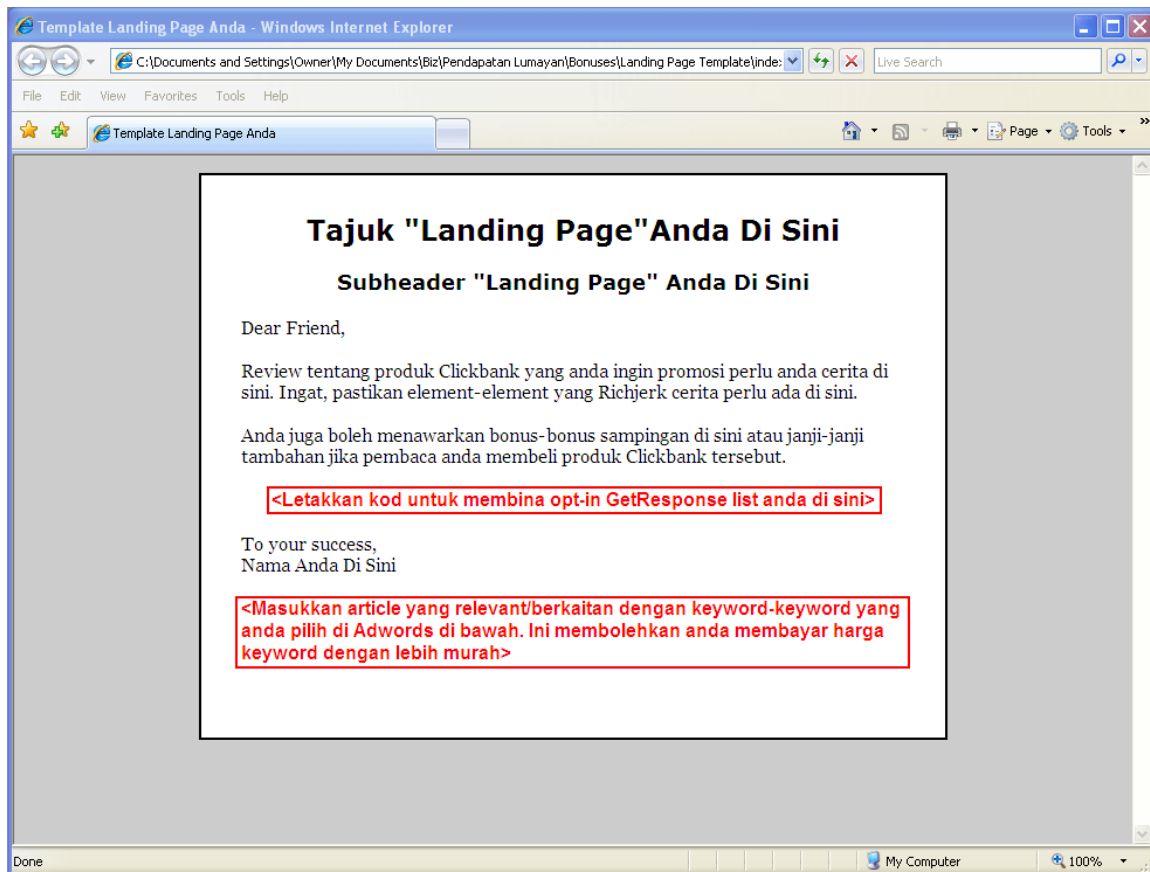 Template Landing Page Anda - Windows Internet Explorer
C:\Documents and Settings\Owner\My Documents\Biz\Pendapatan Lumayan\Bonuses\Landing Page Template\inde:
Live Search
File Edit View Favorites Tools Help
Template Landing Page Anda
Page Tools
Tajuk "Landing Page"Anda Di Sini
Subheader "Landing Page" Anda Di Sini
Dear Friend,
Review tentang produk Clickbank yang anda ingin promosi perlu anda cerita di
sini. Ingat, pastikan element-element yang Richjerk cerita perlu ada di sini.
Anda juga boleh menawarkan bonus-bonus sampingan di sini atau janji-janji
tambahan jika pembaca anda membeli produk Clickbank tersebut.
<Letakkan kod untuk membina opt-in GetResponse list anda di sini>
To your success,
Nama Anda Di Sini
<Masukkan article yang relevant/berkaitan dengan keyword-keyword yang
anda pilih di Adwords di bawah. Ini membolehkan anda membayar harga
keyword dengan lebih murah>
Done My Computer 100%